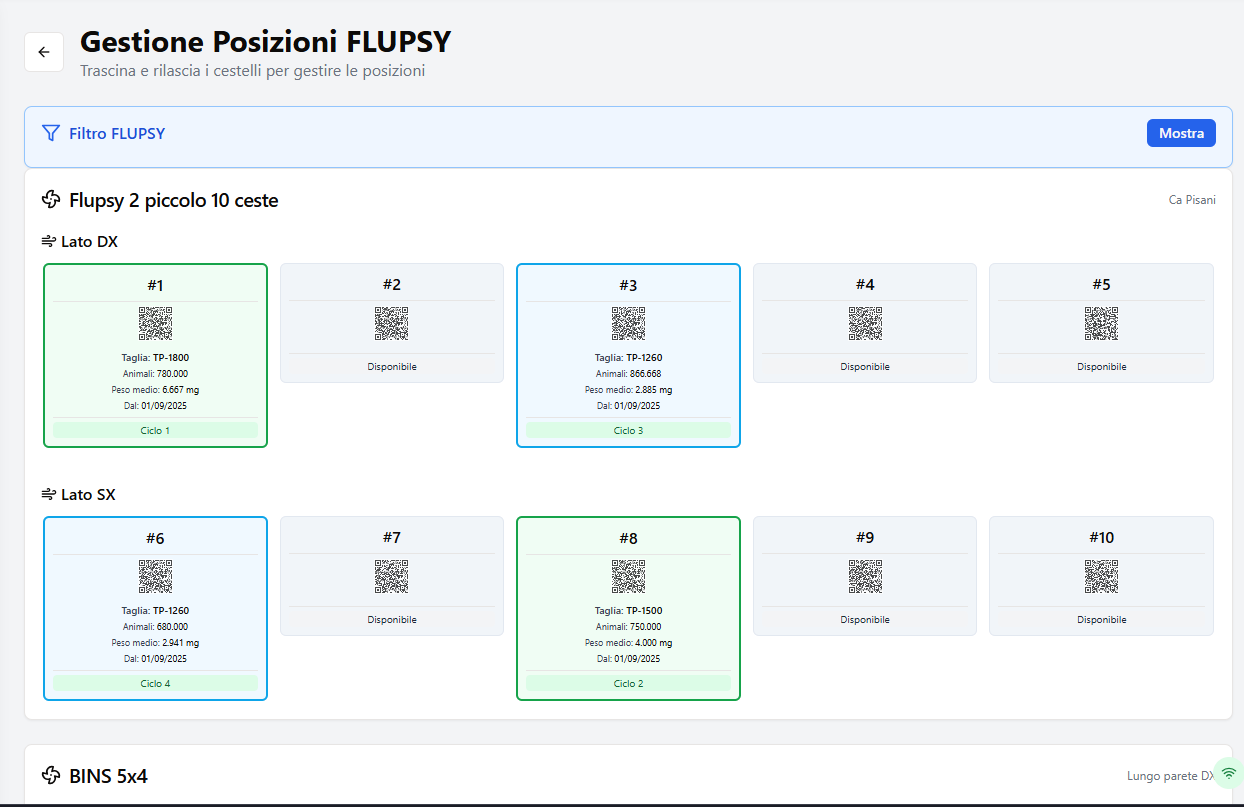 Gestione Posizioni FLUPSY
Trascina e rilascia i cestelli per gestire le posizioni
Filtro FLUPSY
Mostra
Flupsy 2 piccolo 10 ceste
Ca Pisani
Lato DX
#1
Taglia: TP-1800
Animali: 780.000
Peso medio: 6.667 mg
Dal: 01/09/2025
Ciclo 1
#2
Disponibile
#3
Taglia: TP-1260
Animali: 866.668
Peso medio: 2.885 mg
Dal: 01/09/2025
Ciclo 3
#4
Disponibile
#5
Disponibile
Lato SX
#6
Taglia: TP-1260
Animali: 680.000
Peso medio: 2.941 mg
Dal: 01/09/2025
Ciclo 4
#7
Disponibile
#8
Taglia: TP-1500
Animali: 750.000
Peso medio: 4.000 mg
Dal: 01/09/2025
Ciclo 2
#9
Disponibile
#10
Disponibile
BINS 5x4
Lungo parete DX